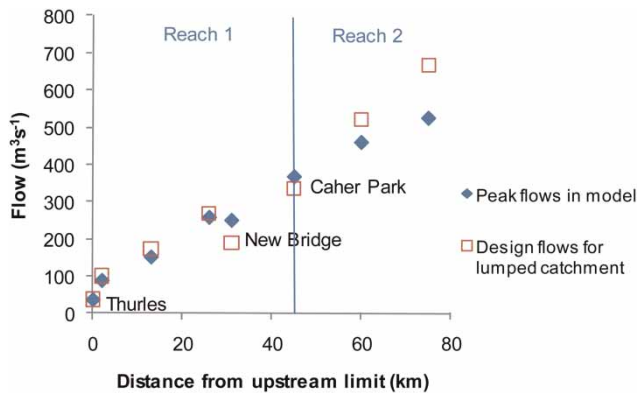 800
700
600
500
400
300
200
100
0
Flow (m³s⁻¹)
Reach 1
Reach 2
Caher Park
New Bridge
Thurles
Peak flows in model
Design flows for
lumped catchment
0
20
40
60
80
Distance from upstream limit (km)